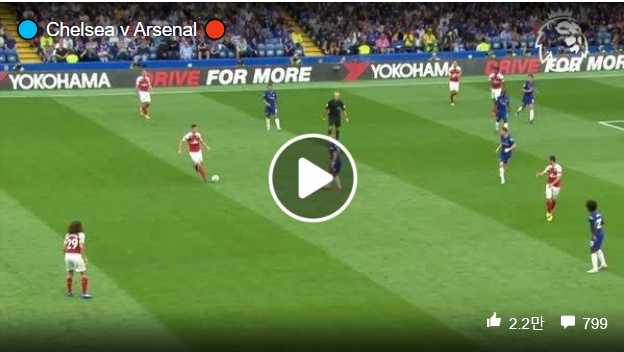 Chelsea v Arsenal
YOKOHAMA DRIVE FOR MORE YOKOHAMA DRIVE FOR MORE
29
2.2만 799